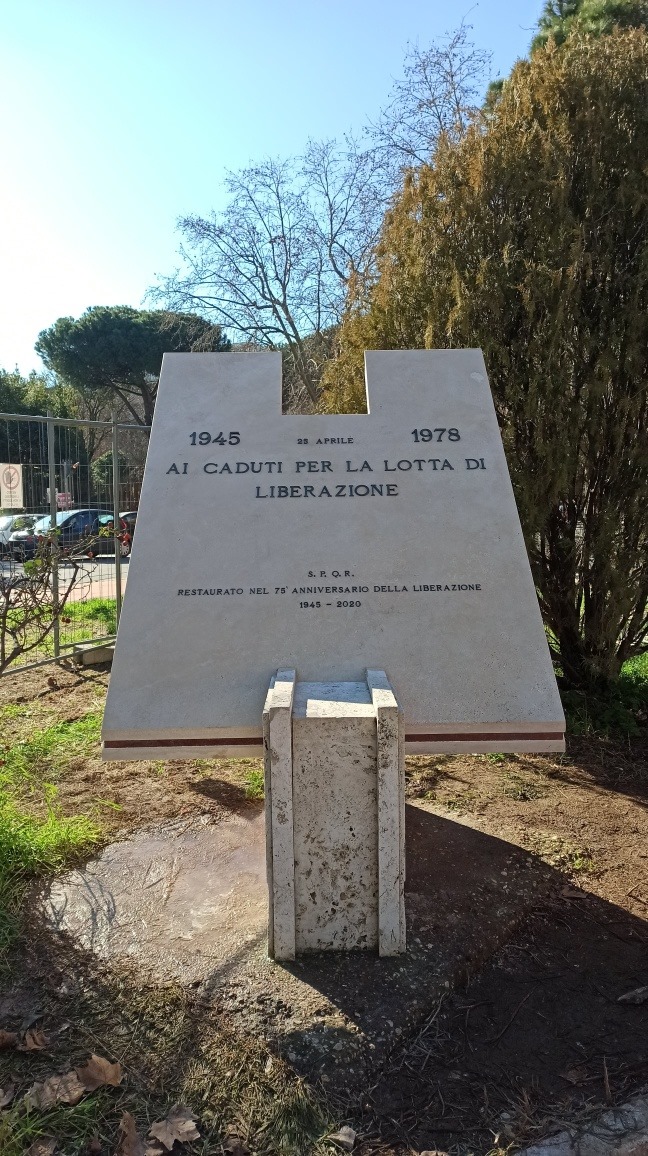 1945 25 APRILE 1978
AI CADUTI PER LA LOTTA DI
LIBERAZIONE
S. P. Q. R.
RESTAURATO NEL 75° ANNIVERSARIO DELLA LIBERAZIONE
1945 - 2020